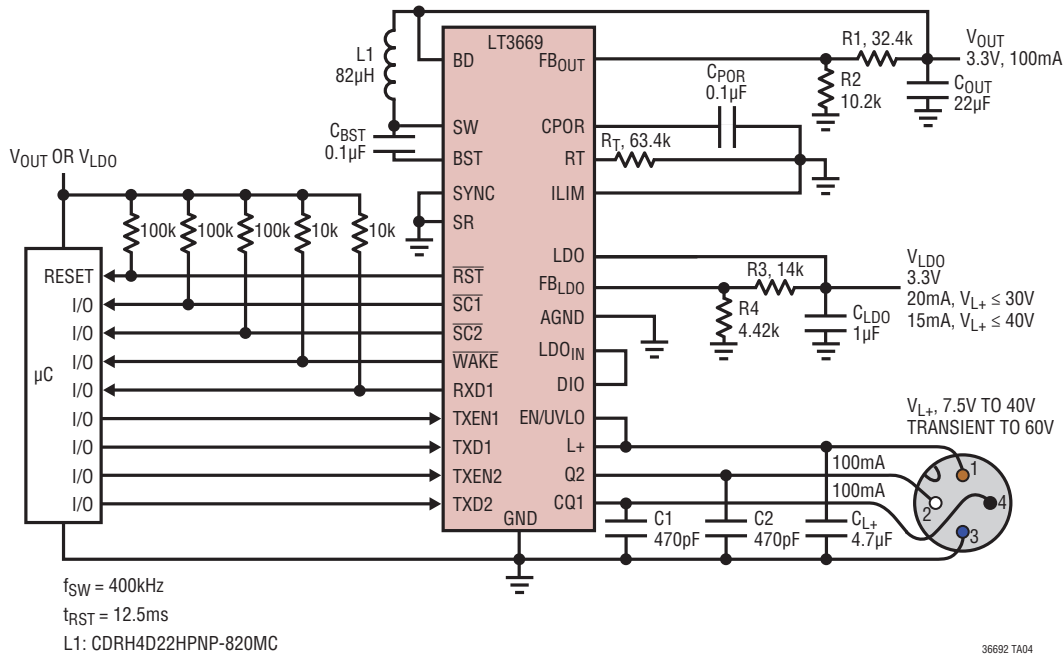 LT3669
L1
82µH
BD
FBOUT
R1, 32.4k
VOUT
3.3V, 100mA
R2
10.2k
COUT
22µF
CPOR
0.1µF
CBST
0.1µF
SW
CPOR
RT, 63.4k
BST
RT
VOUT OR VLDO
SYNC
ILIM
SR
100k
100k
100k
10k
10k
LDO
VLDO
3.3V
20mA, VL+ ≤ 30V
15mA, VL+ ≤ 40V
R3, 14k
RESET
RST
FBLDO
I/O
SC1
R4
4.42k
CLDO
1µF
AGND
I/O
SC2
LDOIN
µC
I/O
WAKE
DIO
I/O
RXD1
I/O
TXEN1
EN/UVLO
VL+, 7.5V TO 40V
TRANSIENT TO 60V
I/O
TXD1
L+
I/O
TXEN2
Q2
100mA
1
I/O
TXD2
CQ1
100mA
2
4
3
GND
C1
470pF
C2
470pF
CL+
4.7µF
fSW = 400kHz
tRST = 12.5ms
L1: CDRH4D22HPNP-820MC
36692 TA04